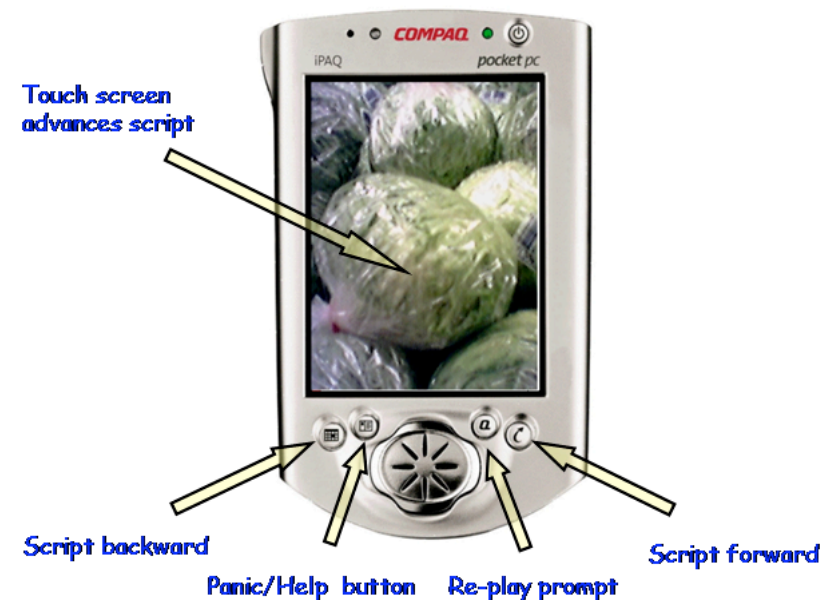 COMPAQ
iPAQ pocket pc
Touch screen
advances script
Script backward
Script forward
Panic/Help button Re-play prompt